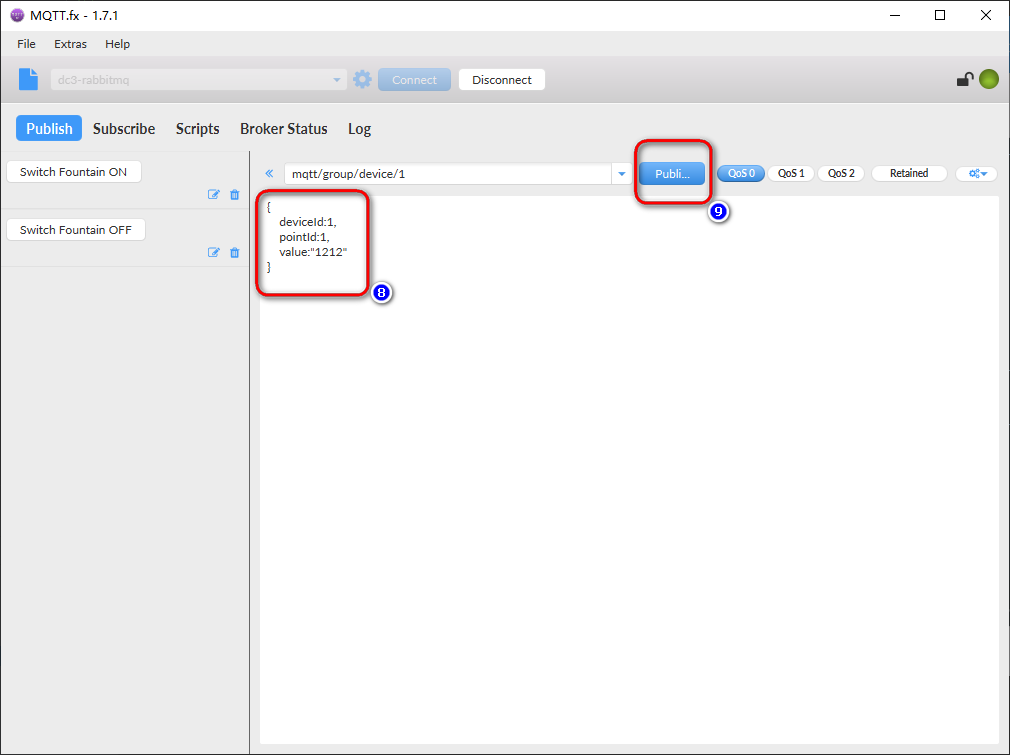 MQTT.fx - 1.7.1
File Extras Help
dc3-rabbitmq Connect Disconnect
Publish Subscribe Scripts Broker Status Log
Switch Fountain ON
Switch Fountain OFF
« mqtt/group/device/1 Publi... QoS 0 QoS 1 QoS 2 Retained
9
{
deviceId:1,
pointId:1,
value:"1212"
}
8